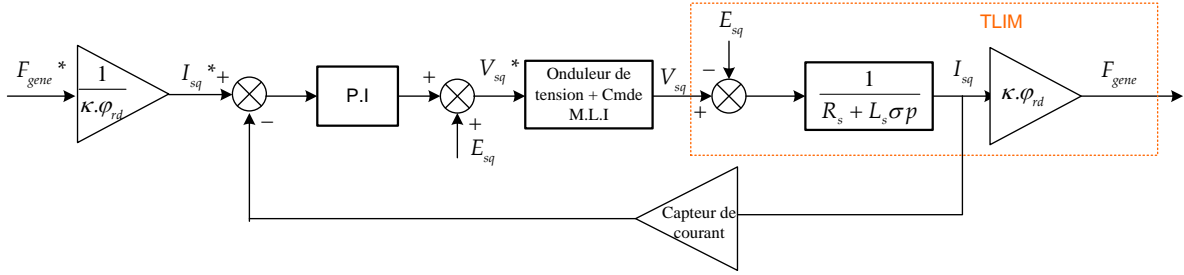 TLIM
F_gene *
1
κ.φ_rd
I_sq *
+
−
P.I
+
+
E_sq
V_sq *
Onduleur de
tension + Cmde
M.L.I
V_sq
+
−
E_sq
1
R_s + L_s σ p
I_sq
κ.φ_rd
F_gene
Capteur de
courant